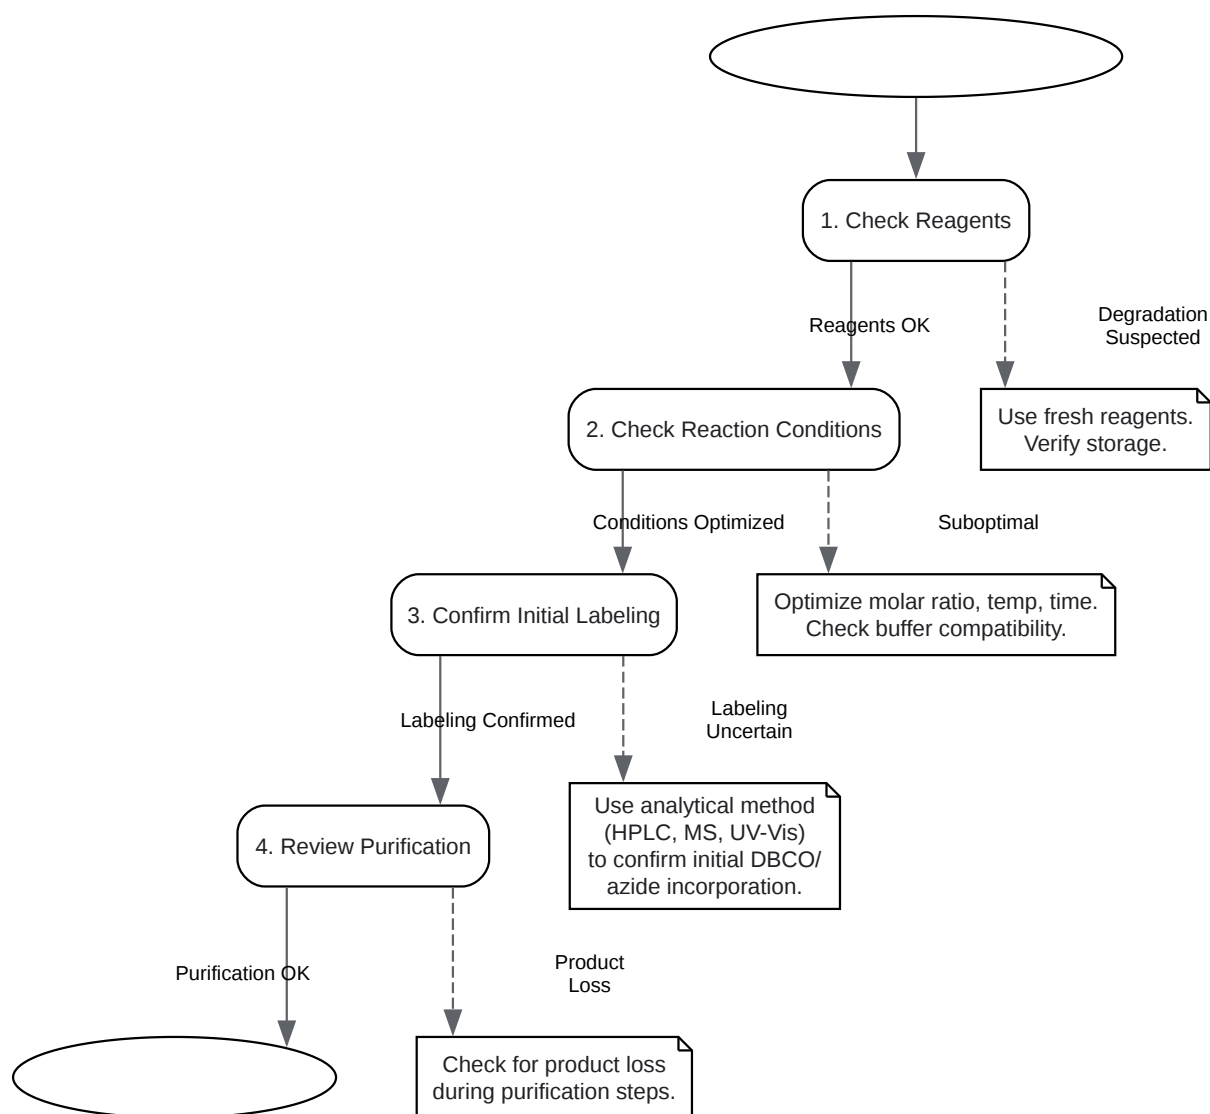 1. Check Reagents
Reagents OK
Degradation
Suspected
2. Check Reaction Conditions
Use fresh reagents.
Verify storage.
Conditions Optimized
Suboptimal
3. Confirm Initial Labeling
Optimize molar ratio, temp, time.
Check buffer compatibility.
Labeling Confirmed
Labeling
Uncertain
4. Review Purification
Use analytical method
(HPLC, MS, UV-Vis)
to confirm initial DBCO/
azide incorporation.
Purification OK
Product
Loss
Check for product loss
during purification steps.